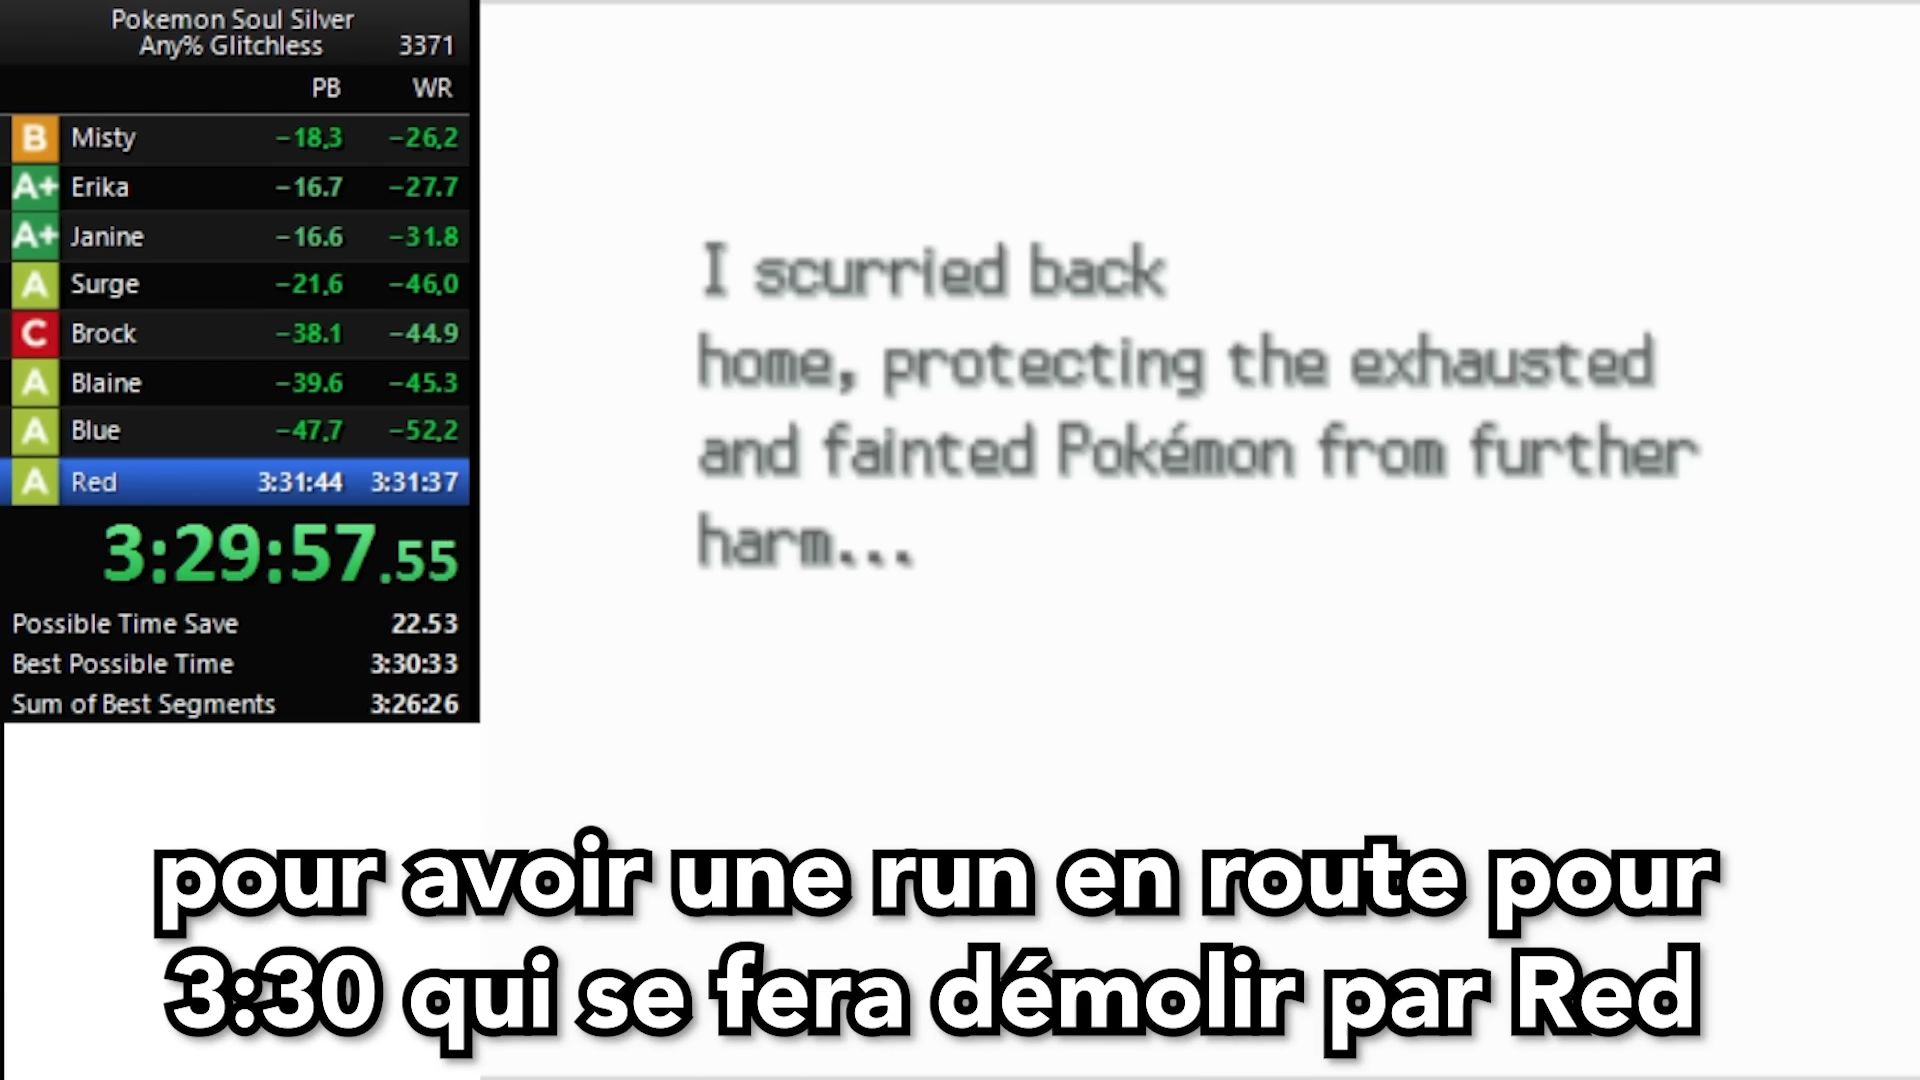 Pokemon Soul Silver
Any% Glitchless 3371
PB WR
B Misty −18.3 −26.2
A+ Erika −16.7 −27.7
A+ Janine −16.6 −31.8
A Surge −21.6 −46.0
C Brock −38.1 −44.9
A Blaine −39.6 −45.3
A Blue −47.7 −52.2
A Red 3:31:44 3:31:37
3:29:57.55
Possible Time Save 22.53
Best Possible Time 3:30:33
Sum of Best Segments 3:26:26
I scurried back
home, protecting the exhausted
and fainted Pokémon from further
harm...
pour avoir une run en route pour
3:30 qui se fera démolir par Red